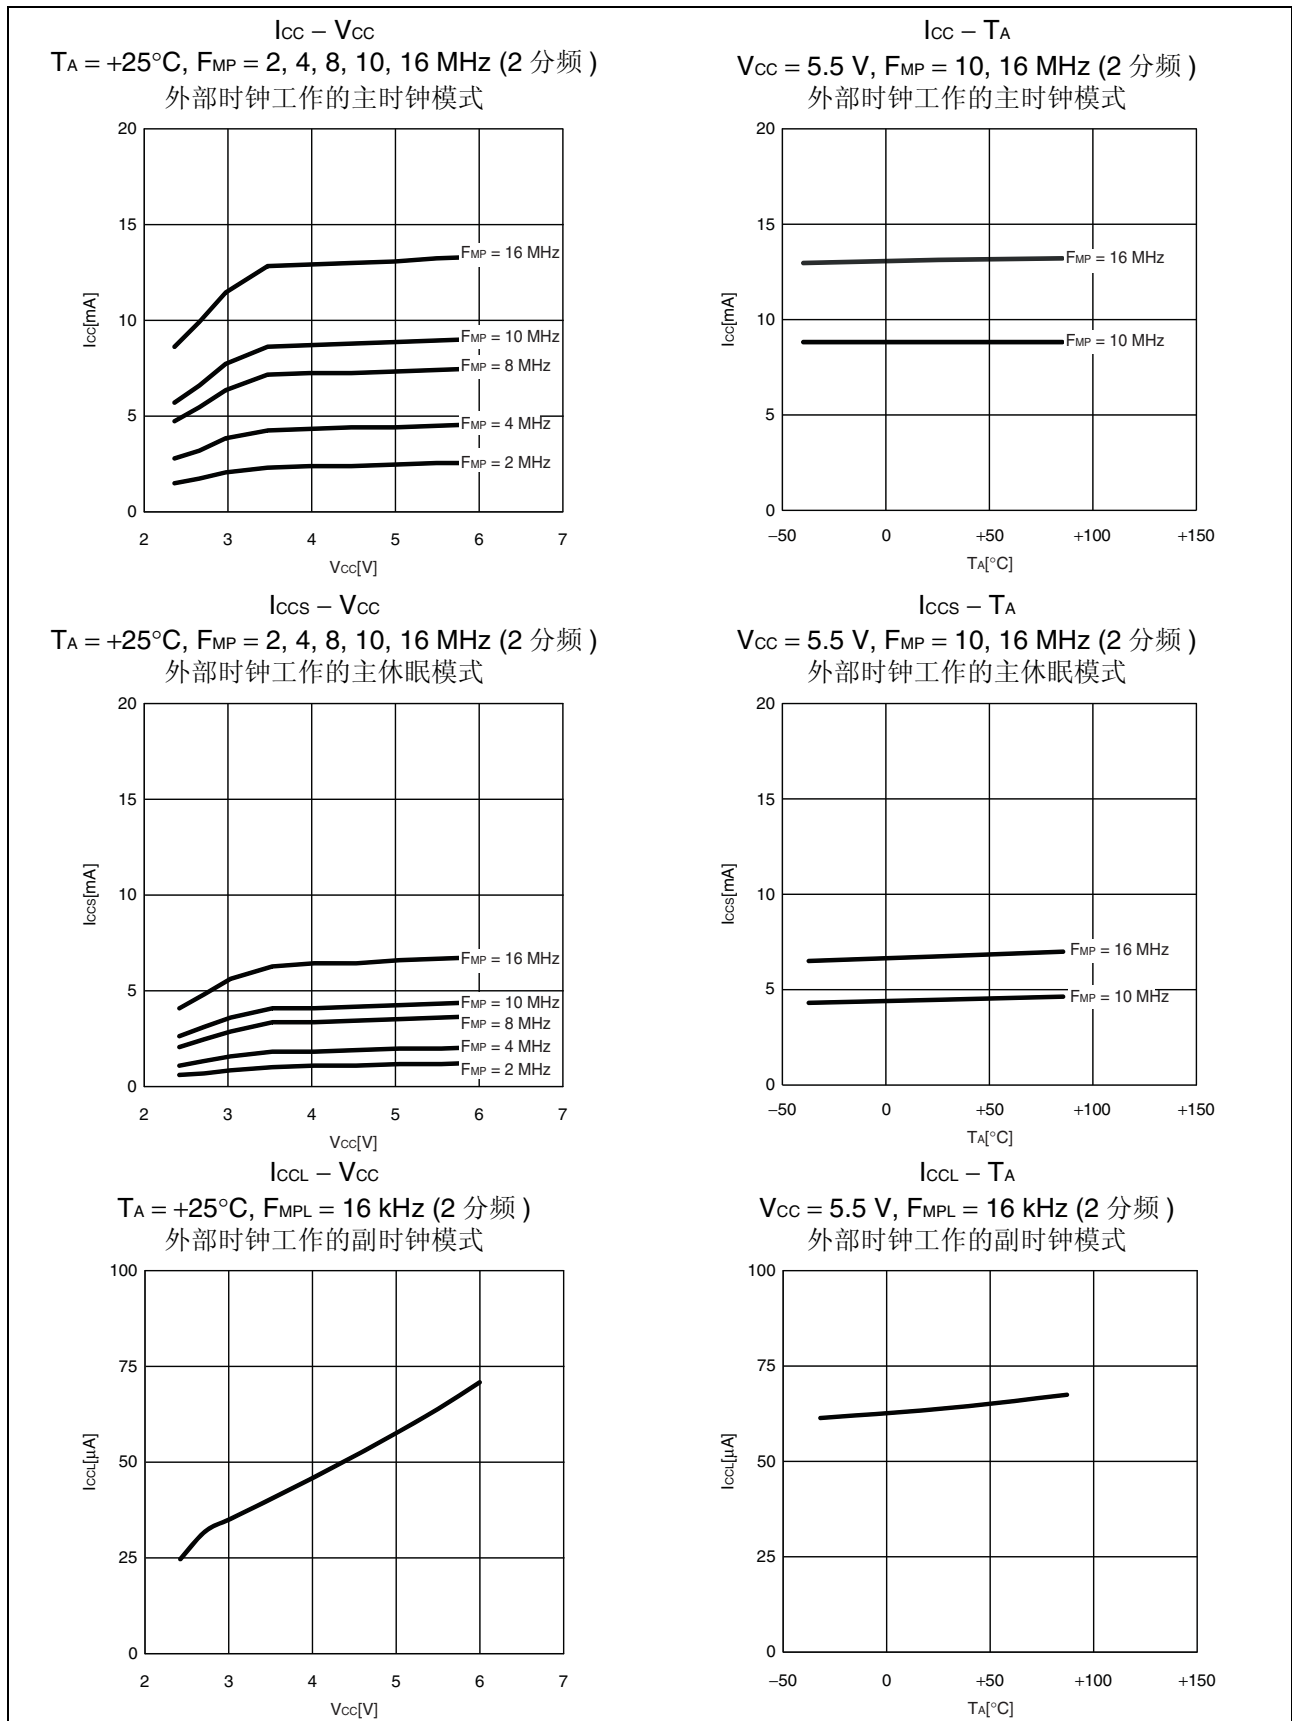 ICC – VCC
TA = +25°C, FMP = 2, 4, 8, 10, 16 MHz (2 分频 )
外部时钟工作的主时钟模式
20
15
10
5
0
ICC[mA]
FMP = 16 MHz
FMP = 10 MHz
FMP = 8 MHz
FMP = 4 MHz
FMP = 2 MHz
2 3 4 5 6 7
VCC[V]
ICC – TA
VCC = 5.5 V, FMP = 10, 16 MHz (2 分频 )
外部时钟工作的主时钟模式
20
15
10
5
0
ICC[mA]
FMP = 16 MHz
FMP = 10 MHz
−50 0 +50 +100 +150
TA[°C]
ICCS – VCC
TA = +25°C, FMP = 2, 4, 8, 10, 16 MHz (2 分频 )
外部时钟工作的主休眠模式
20
15
10
5
0
ICCS[mA]
FMP = 16 MHz
FMP = 10 MHz
FMP = 8 MHz
FMP = 4 MHz
FMP = 2 MHz
2 3 4 5 6 7
VCC[V]
ICCS – TA
VCC = 5.5 V, FMP = 10, 16 MHz (2 分频 )
外部时钟工作的主休眠模式
20
15
10
5
0
ICCS[mA]
FMP = 16 MHz
FMP = 10 MHz
−50 0 +50 +100 +150
TA[°C]
ICCL – VCC
TA = +25°C, FMPL = 16 kHz (2 分频 )
外部时钟工作的副时钟模式
100
75
50
25
0
ICCL[µA]
2 3 4 5 6 7
VCC[V]
ICCL – TA
VCC = 5.5 V, FMPL = 16 kHz (2 分频 )
外部时钟工作的副时钟模式
100
75
50
25
0
ICCL[µA]
−50 0 +50 +100 +150
TA[°C]